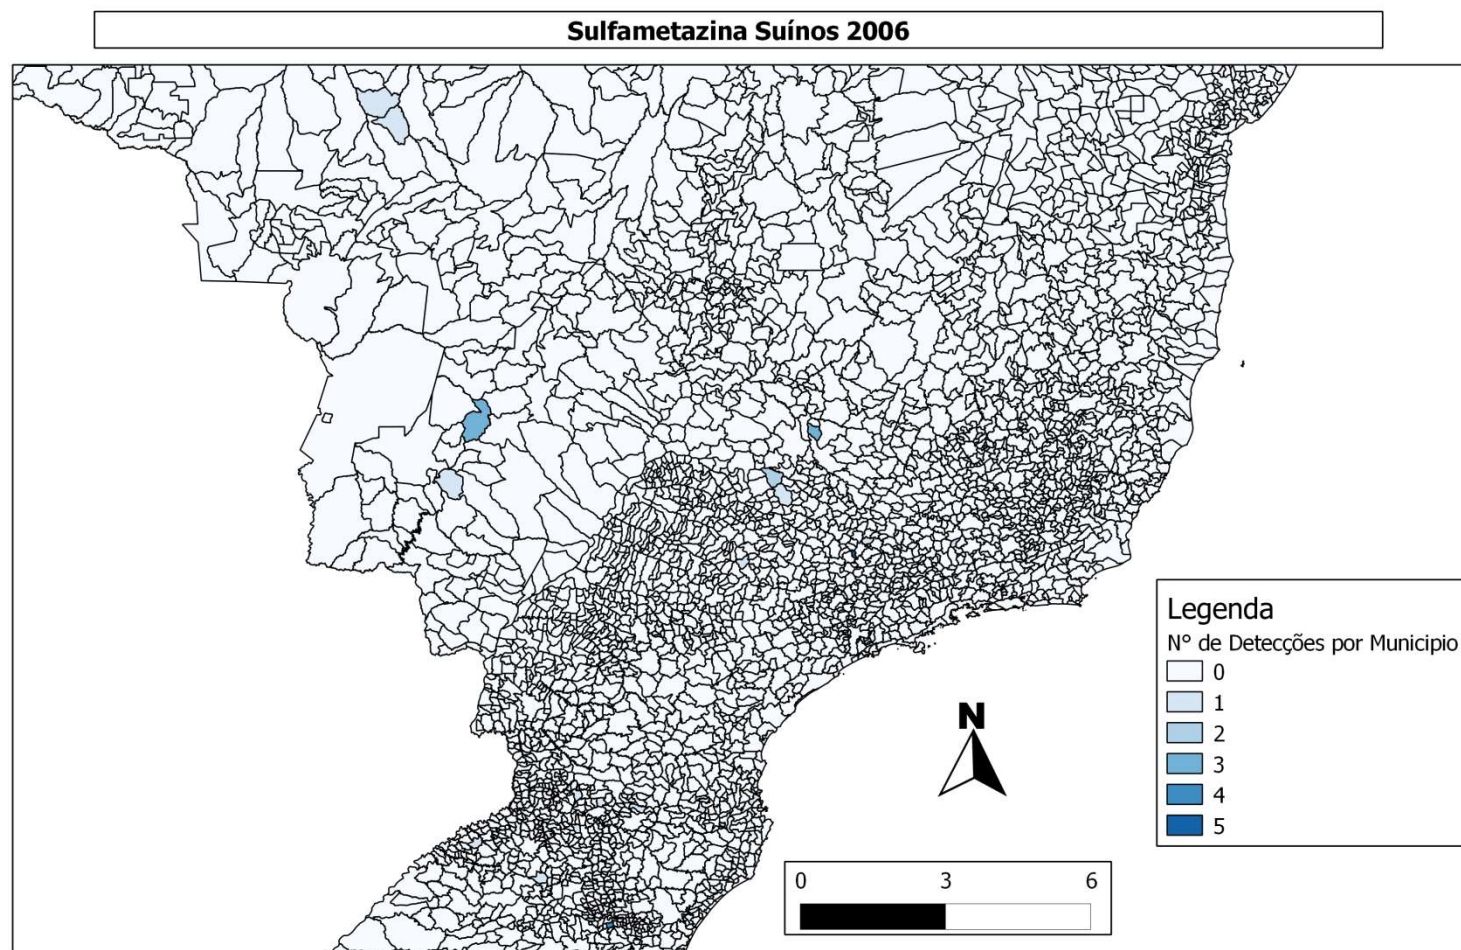 Sulfametazina Suínos 2006
Legenda
N° de Detecções por Municipio
0
1
2
3
4
5
N
0 3 6